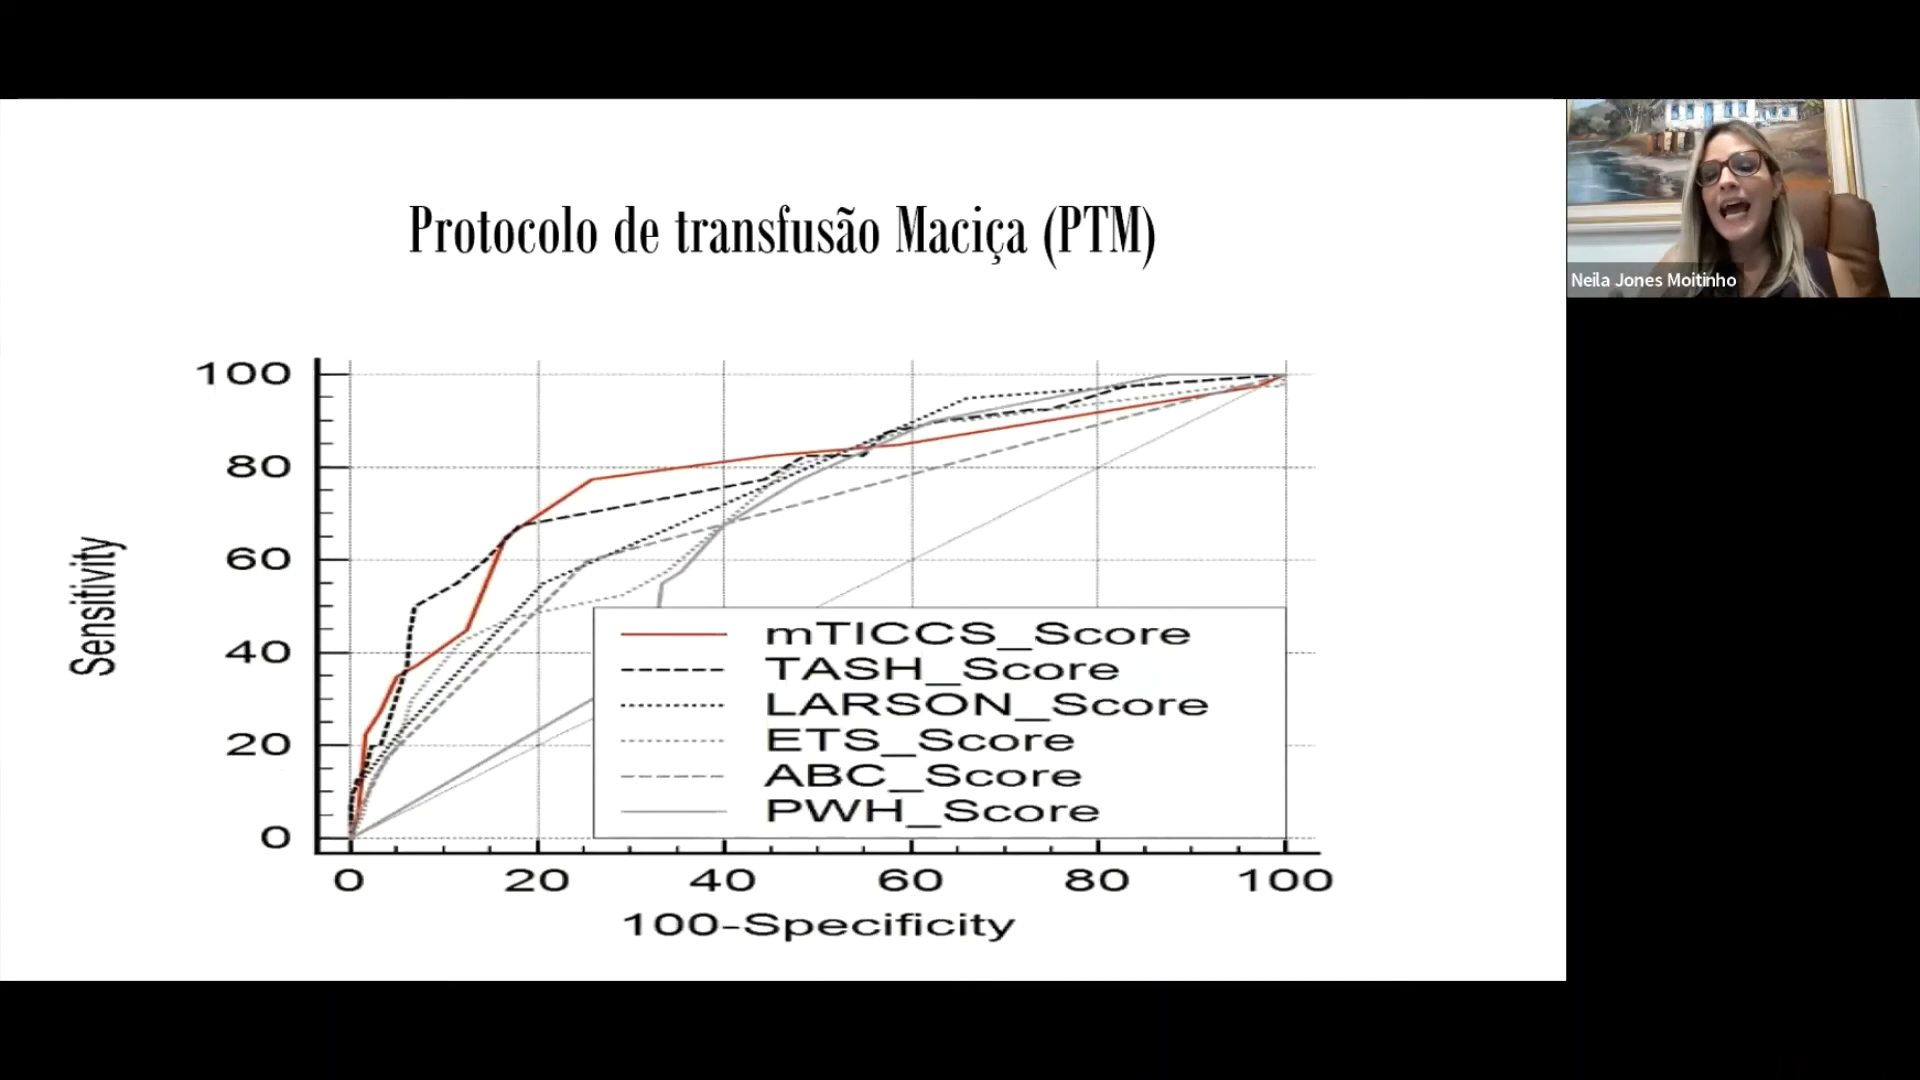 Protocolo de transfusão Maciça (PTM)
Neila Jones Moitinho
100
80
60
40
20
0
Sensitivity
mTICCS_Score
TASH_Score
LARSON_Score
ETS_Score
ABC_Score
PWH_Score
0 20 40 60 80 100
100-Specificity